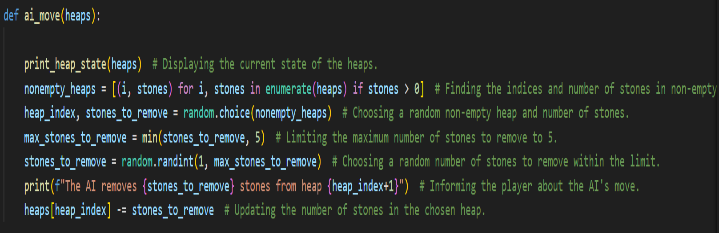 def ai_move(heaps):
print_heap_state(heaps)  # Displaying the current state of the heaps.
nonempty_heaps = [(i, stones) for i, stones in enumerate(heaps) if stones > 0]  # Finding the indices and number of stones in non-empty
heap_index, stones_to_remove = random.choice(nonempty_heaps)  # Choosing a random non-empty heap and number of stones.
max_stones_to_remove = min(stones_to_remove, 5)  # Limiting the maximum number of stones to remove to 5.
stones_to_remove = random.randint(1, max_stones_to_remove)  # Choosing a random number of stones to remove within the limit.
print(f"The AI removes {stones_to_remove} stones from heap {heap_index+1}")  # Informing the player about the AI's move.
heaps[heap_index] -= stones_to_remove  # Updating the number of stones in the chosen heap.